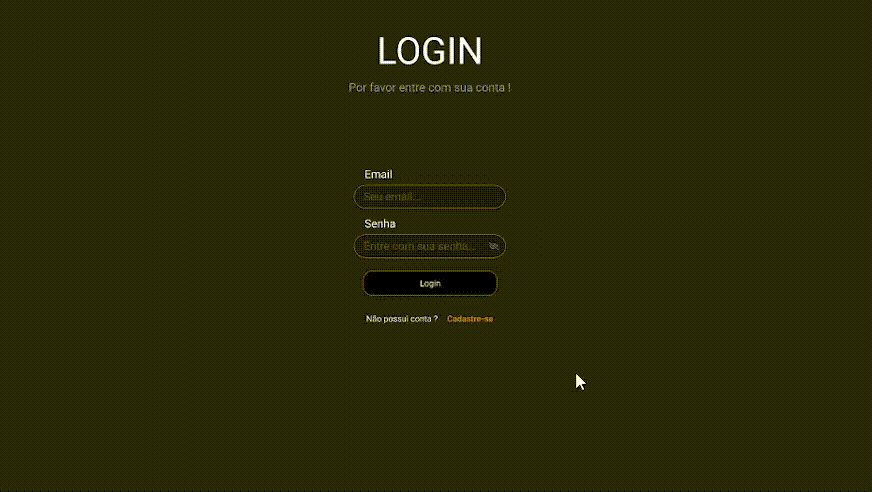 LOGIN
Por favor entre com sua conta !
Email
Seu email...
Senha
Entre com sua senha...
Login
Não possui conta ? Cadastre-se